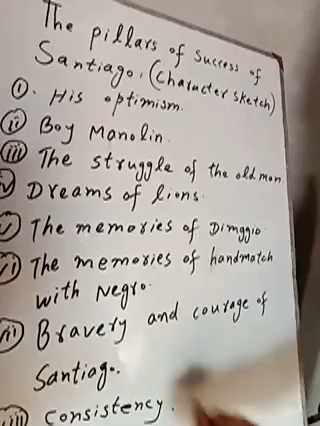 The pillars of success of
Santiago. (Character sketch)
(i). His optimism.
(ii) Boy Manolin.
(iii) The struggle of the old man
Dreams of lions.
The memories of Dimggio
The memories of handmatch
with Negro.
Bravery and courage of
Santiago.
consistency.